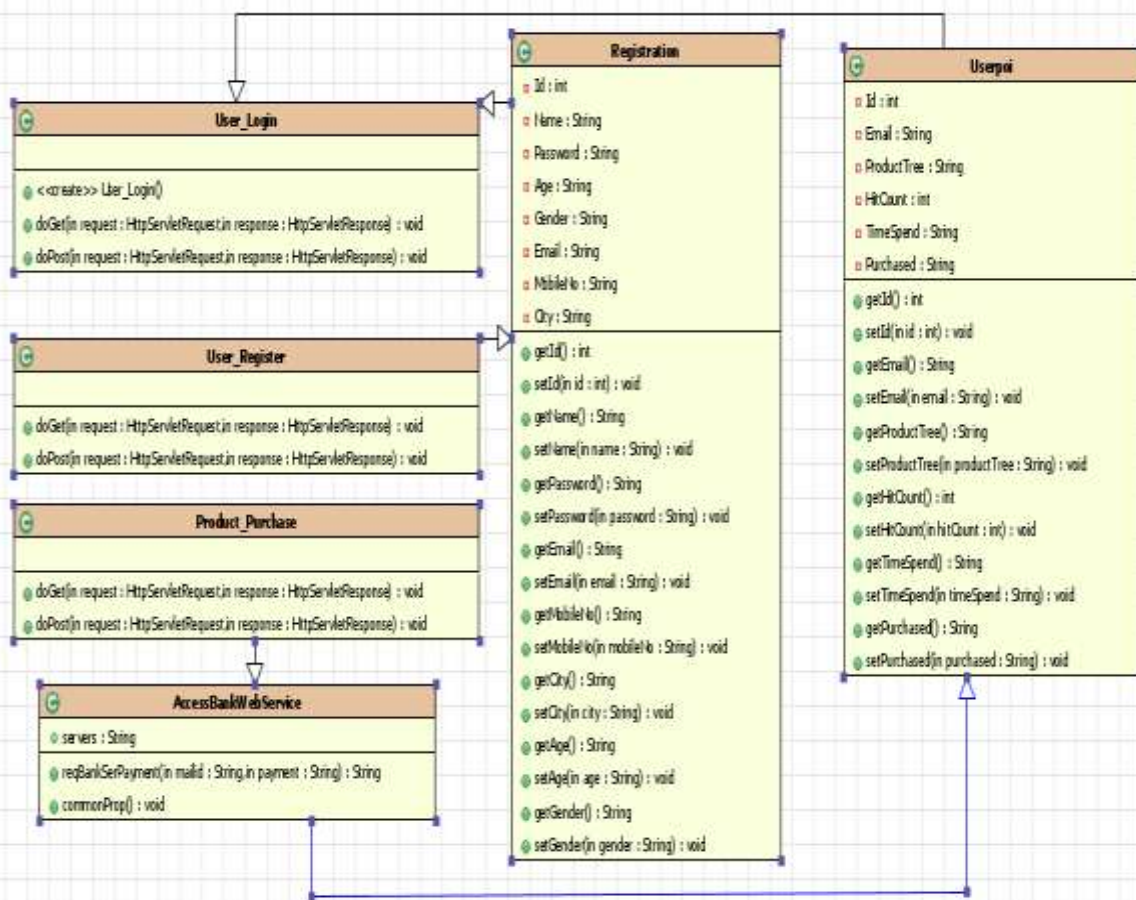 User_Login
<<create>> User_Login()
doGet(in request : HttpServletRequest,in response : HttpServletResponse) : void
doPost(in request : HttpServletRequest,in response : HttpServletResponse) : void
User_Register
doGet(in request : HttpServletRequest,in response : HttpServletResponse) : void
doPost(in request : HttpServletRequest,in response : HttpServletResponse) : void
Product_Purchase
doGet(in request : HttpServletRequest,in response : HttpServletResponse) : void
doPost(in request : HttpServletRequest,in response : HttpServletResponse) : void
AccessBankWebService
servers : String
reqBankSerPayment(in mailid : String,in payment : String) : String
commonProp() : void
Registration
Id : int
Name : String
Password : String
Age : String
Gender : String
Email : String
MobileNo : String
City : String
getId() : int
setId(in id : int) : void
getName() : String
setName(in name : String) : void
getPassword() : String
setPassword(in password : String) : void
getEmail() : String
setEmail(in email : String) : void
getMobileNo() : String
setMobileNo(in mobileNo : String) : void
getCity() : String
setCity(in city : String) : void
getAge() : String
setAge(in age : String) : void
getGender() : String
setGender(in gender : String) : void
Userpoi
Id : int
Email : String
ProductTree : String
HitCount : int
TimeSpend : String
Purchased : String
getId() : int
setId(in id : int) : void
getEmail() : String
setEmail(in email : String) : void
getProductTree() : String
setProductTree(in productTree : String) : void
getHitCount() : int
setHitCount(in hitCount : int) : void
getTimeSpend() : String
setTimeSpend(in timeSpend : String) : void
getPurchased() : String
setPurchased(in purchased : String) : void